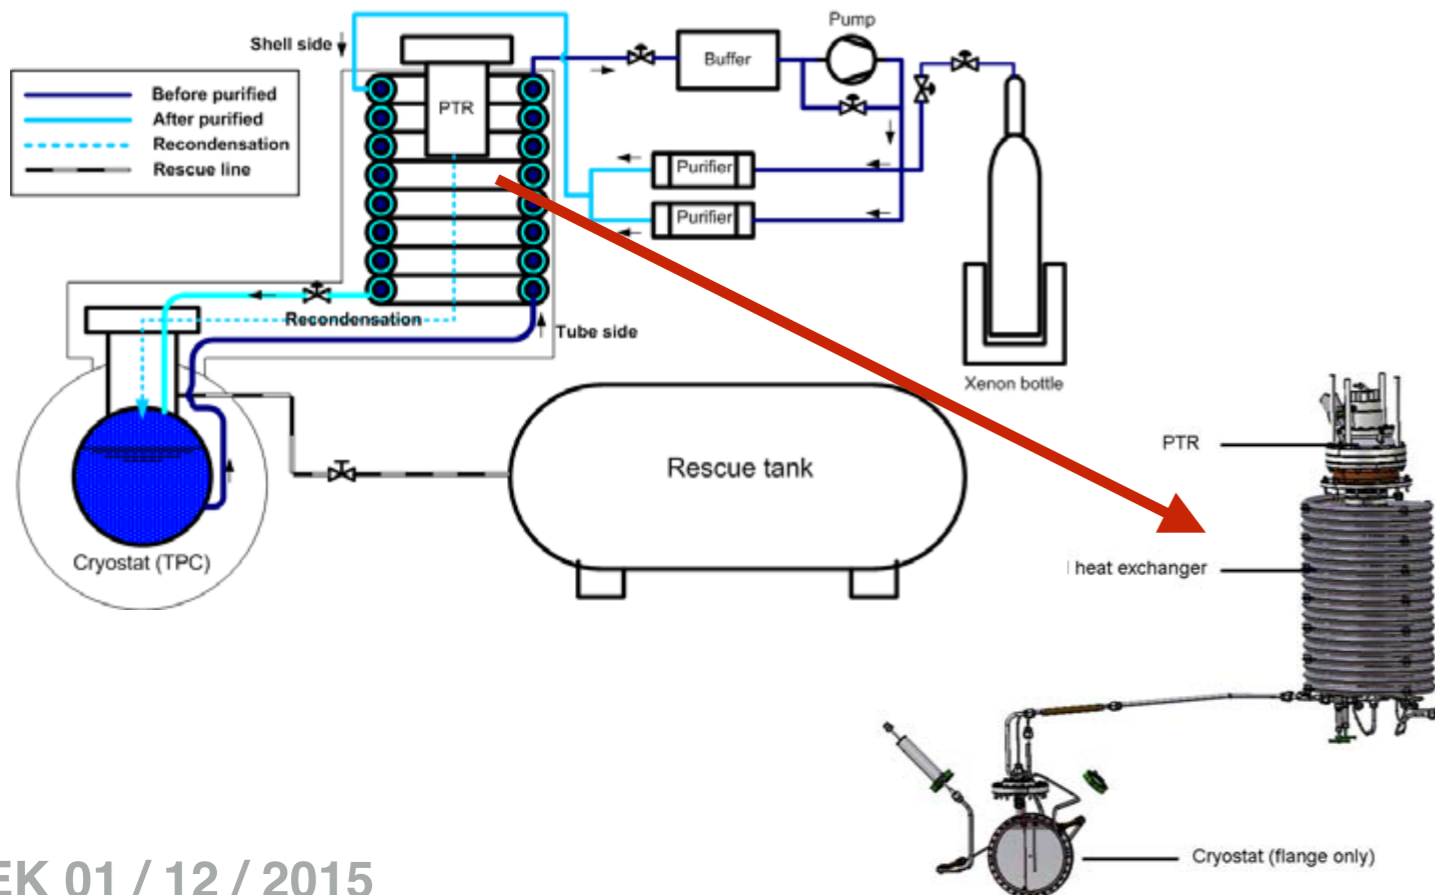 Pump
Shell side
Buffer
Before purified
After purified
Recondensation
Rescue line
PTR
Purifier
Purifier
Recondensation
Tube side
Xenon bottle
Rescue tank
PTR
Cryostat (TPC)
heat exchanger
Cryostat (flange only)
EK 01 / 12 / 2015